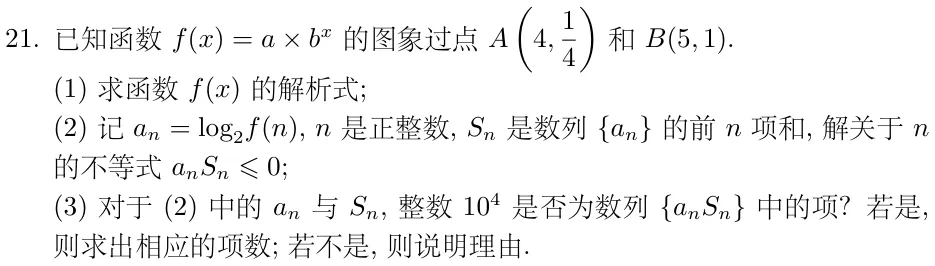 21. 已知函数 f(x) = a × b^x 的图象过点 A(4, 1/4) 和 B(5, 1).
(1) 求函数 f(x) 的解析式;
(2) 记 a_n = log_2 f(n), n 是正整数, S_n 是数列 {a_n} 的前 n 项和, 解关于 n
的不等式 a_n S_n ⩽ 0;
(3) 对于 (2) 中的 a_n 与 S_n, 整数 10^4 是否为数列 {a_n S_n} 中的项? 若是,
则求出相应的项数; 若不是, 则说明理由.